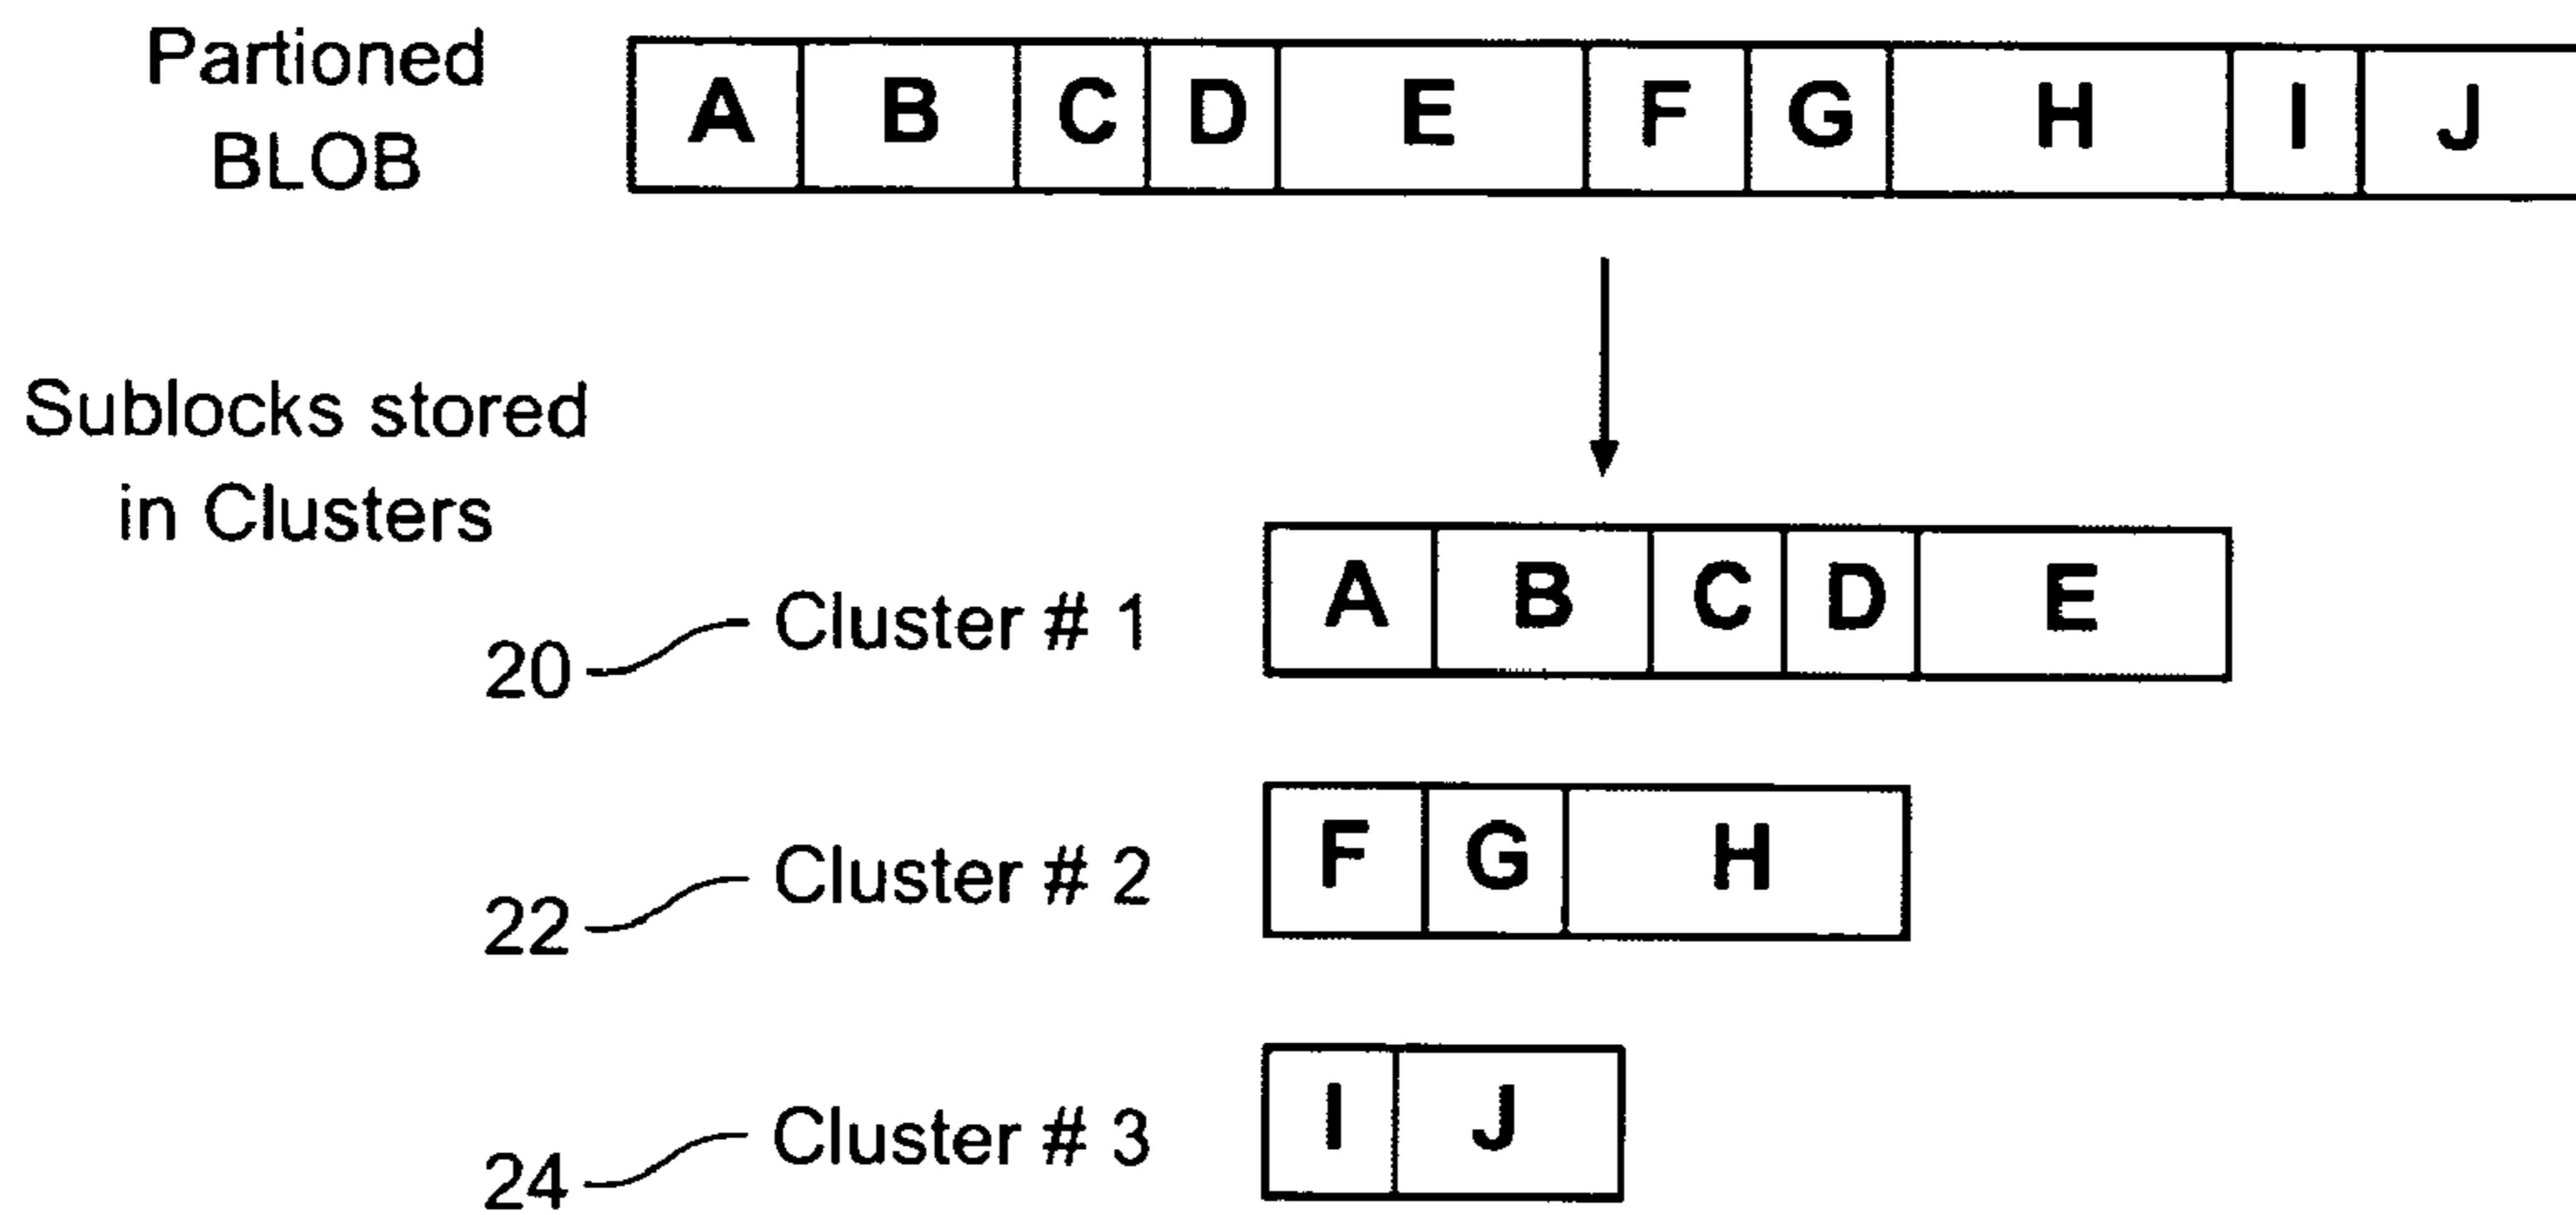 Partioned
BLOB
A B C D E F G H I J
Sublocks stored
in Clusters
20 Cluster # 1 A B C D E
22 Cluster # 2 F G H
24 Cluster # 3 I J